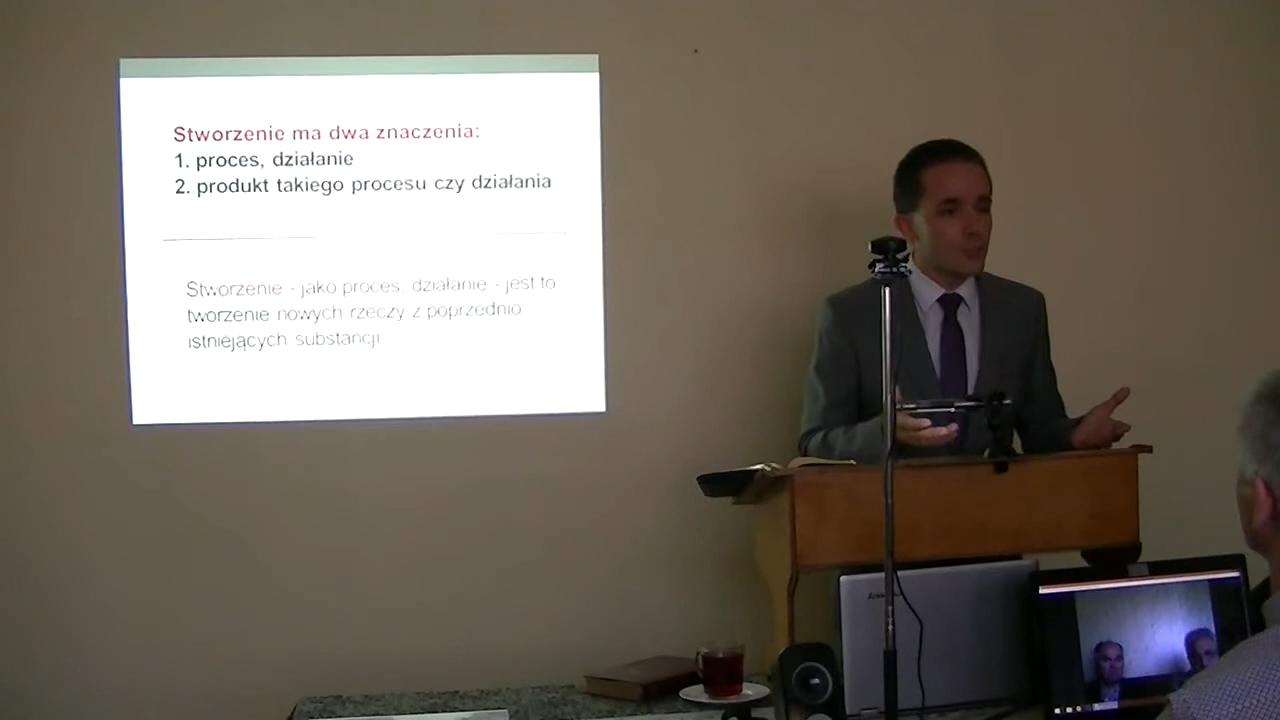 Stworzenie ma dwa znaczenia:
1. proces, działanie
2. produkt takiego procesu czy działania
Stworzenie - jako proces, działanie - jest to
tworzenie nowych rzeczy z poprzednio
istniejących substancji